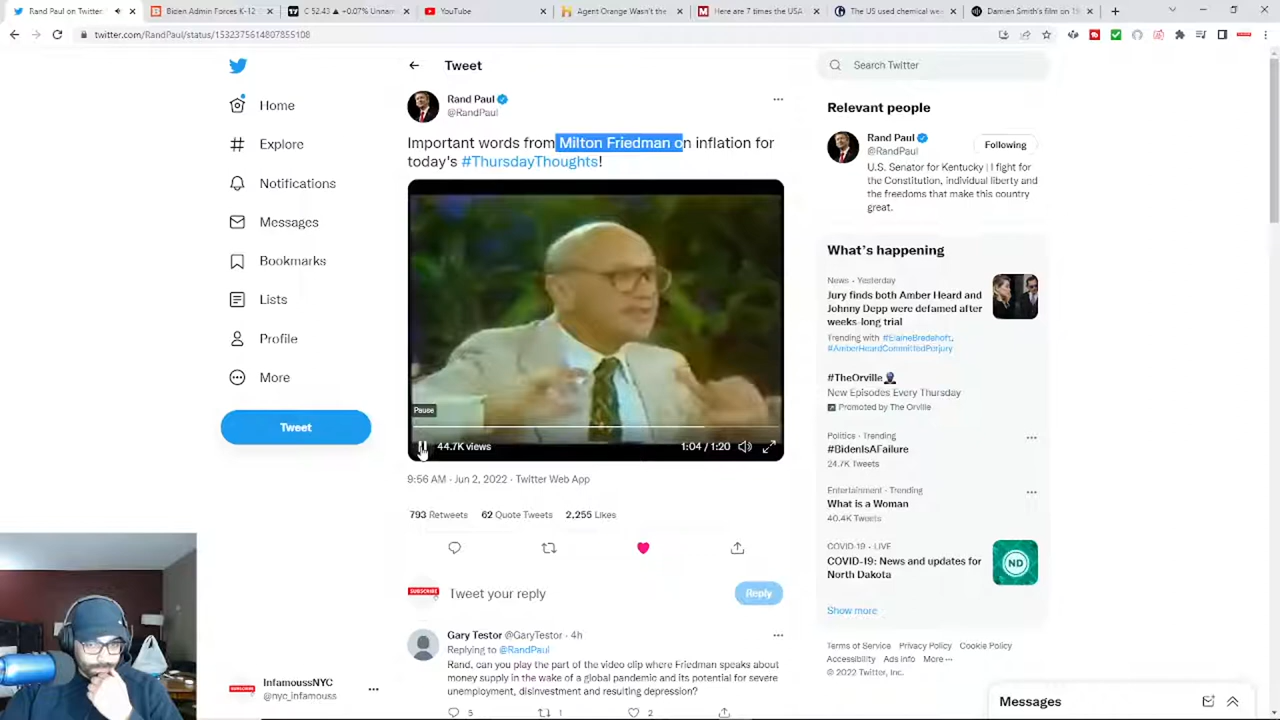 Rand Paul on Twitter
Biden Admin Forces K-12
C 52.43 ▲ +0.07% Unnam
YouTube
Agent Orange Wasn't the
Here are 7 times the USA
The US used chemical we
Damien Smith's film on 19
twitter.com/RandPaul/status/1532375614807855108
Home
Explore
Notifications
Messages
Bookmarks
Lists
Profile
More
Tweet
InfamoussNYC
@nyc_infamouss
Tweet
Rand Paul
@RandPaul
Important words from Milton Friedman on inflation for
today's #ThursdayThoughts!
Pause
44.7K views
1:04 / 1:20
9:56 AM · Jun 2, 2022 · Twitter Web App
793 Retweets 62 Quote Tweets 2,255 Likes
SUBSCRIBE
Tweet your reply
Reply
Gary Testor @GaryTestor · 4h
Replying to @RandPaul
Rand, can you play the part of the video clip where Friedman speaks about
money supply in the wake of a global pandemic and its potential for severe
unemployment, disinvestment and resulting depression?
5 1 2
Search Twitter
Relevant people
Rand Paul
@RandPaul
Following
U.S. Senator for Kentucky | I fight for
the Constitution, individual liberty and
the freedoms that make this country
great.
What's happening
News · Yesterday
Jury finds both Amber Heard and
Johnny Depp were defamed after
weeks-long trial
Trending with #ElaineBredehoft,
#AmberHeardCommittedPerjury
#TheOrville
New Episodes Every Thursday
Promoted by The Orville
Politics · Trending
#BidenIsAFailure
24.7K Tweets
Entertainment · Trending
What is a Woman
40.4K Tweets
COVID-19 · LIVE
COVID-19: News and updates for
North Dakota
ND
Show more
Terms of Service Privacy Policy Cookie Policy
Accessibility Ads info More ···
© 2022 Twitter, Inc.
Messages